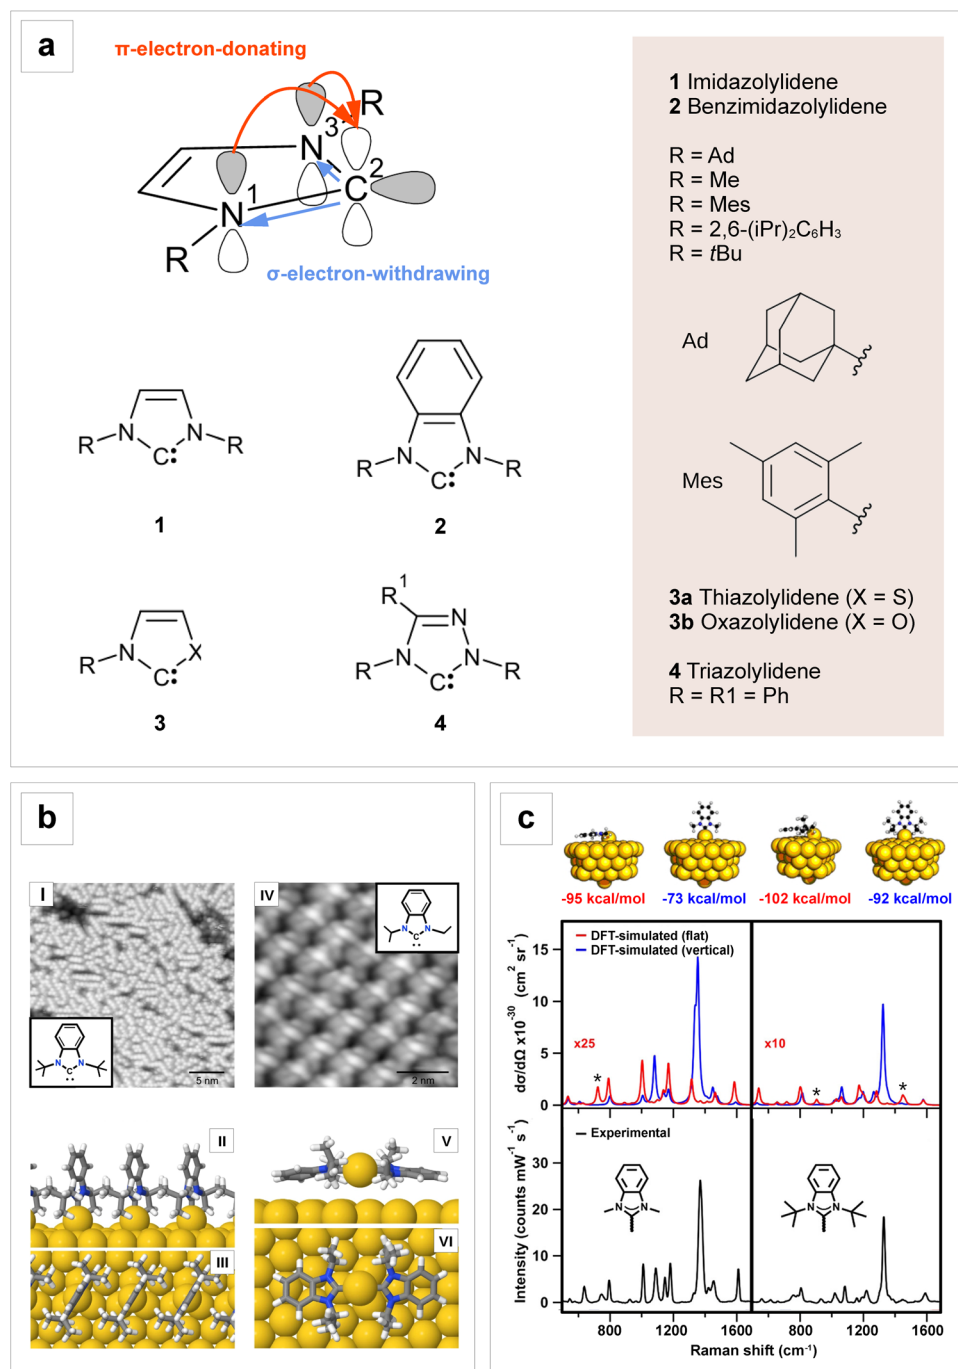 a
π-electron-donating
R
3
N
2
C
1
N
R
σ-electron-withdrawing
R
N
N
R
C
1
R
N
N
R
C
2
R
N
X
C
3
R1
N
R
N
N
R
C
4
1 Imidazolylidene
2 Benzimidazolylidene
R = Ad
R = Me
R = Mes
R = 2,6-(iPr)2C6H3
R = tBu
Ad
Mes
3a Thiazolylidene (X = S)
3b Oxazolylidene (X = O)
4 Triazolylidene
R = R1 = Ph
b
I
N
N
C
5 nm
IV
N
N
C
2 nm
II
III
V
VI
c
-95 kcal/mol
-73 kcal/mol
-102 kcal/mol
-92 kcal/mol
dσ/dΩ x10-30 (cm2 sr-1)
15
10
5
0
DFT-simulated (flat)
DFT-simulated (vertical)
x25
*
x10
*
*
Intensity (counts mW-1 s-1)
30
20
10
0
Experimental
N
N
N
N
800
1200
1600
800
1200
1600
Raman shift (cm-1)